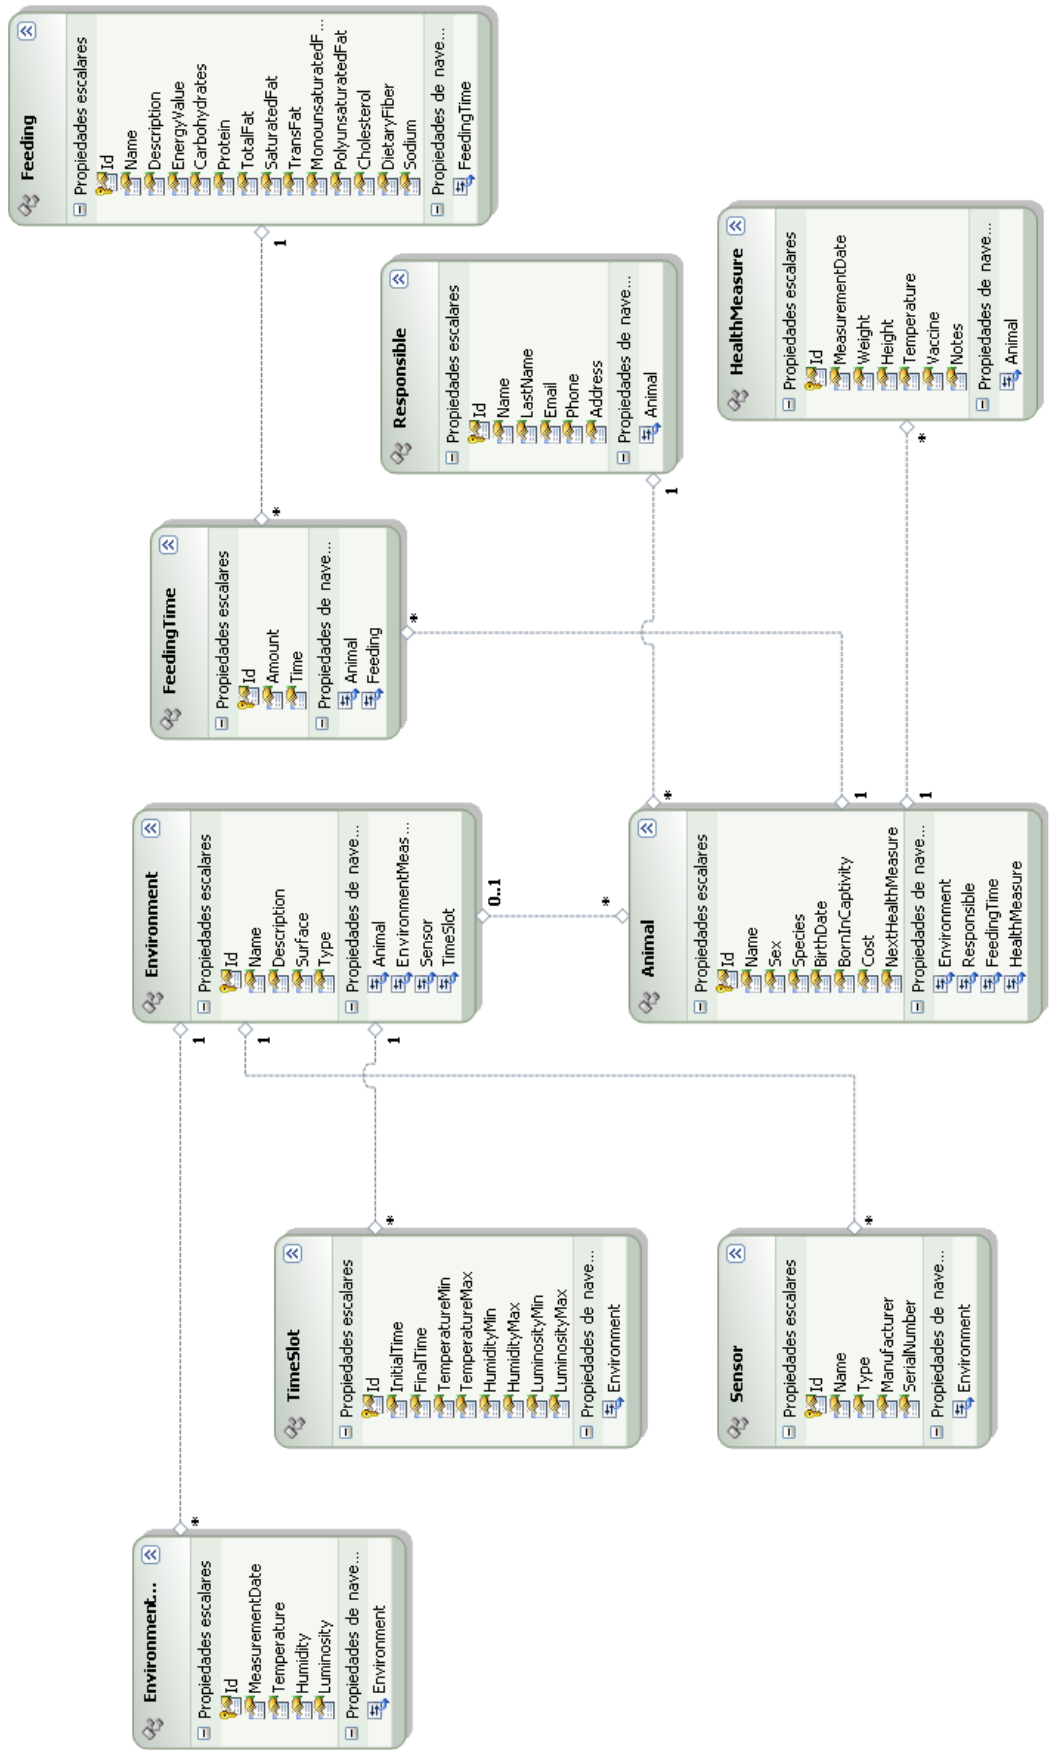 Environment...
Propiedades escalares
Id
MeasurementDate
Temperature
Humidity
Luminosity
Propiedades de nave...
Environment
*
1
TimeSlot
Propiedades escalares
Id
InitialTime
FinalTime
TemperatureMin
TemperatureMax
HumidityMin
HumidityMax
LuminosityMin
LuminosityMax
Propiedades de nave...
Environment
*
1
Sensor
Propiedades escalares
Id
Name
Type
Manufacturer
SerialNumber
Propiedades de nave...
Environment
*
1
Environment
Propiedades escalares
Id
Name
Description
Surface
Type
Propiedades de nave...
Animal
EnvironmentMeas...
Sensor
TimeSlot
0..1
*
Animal
Propiedades escalares
Id
Name
Sex
Species
BirthDate
BornInCaptivity
Cost
NextHealthMeasure
Propiedades de nave...
Environment
Responsible
FeedingTime
HealthMeasure
*
1
1
FeedingTime
Propiedades escalares
Id
Amount
Time
Propiedades de nave...
Animal
Feeding
*
*
Feeding
Propiedades escalares
Id
Name
Description
EnergyValue
Carbohydrates
Protein
TotalFat
SaturatedFat
TransFat
MonounsaturatedF...
PolyunsaturatedFat
Cholesterol
DietaryFiber
Sodium
Propiedades de nave...
FeedingTime
1
Responsible
Propiedades escalares
Id
Name
LastName
Email
Phone
Address
Propiedades de nave...
Animal
1
HealthMeasure
Propiedades escalares
Id
MeasurementDate
Weight
Height
Temperature
Vaccine
Notes
Propiedades de nave...
Animal
*